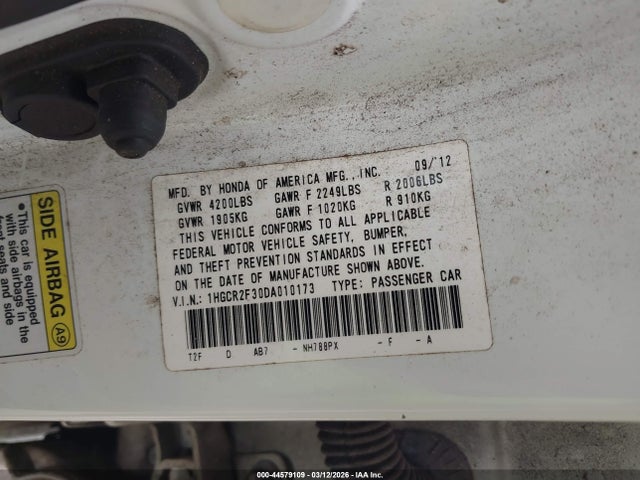 MFD. BY HONDA OF AMERICA MFG., INC. 09/'12
GVWR 4200LBS GAWR F 2249LBS R 2006LBS
GVWR 1905KG GAWR F 1020KG R 910KG
THIS VEHICLE CONFORMS TO ALL APPLICABLE
FEDERAL MOTOR VEHICLE SAFETY, BUMPER,
AND THEFT PREVENTION STANDARDS IN EFFECT
ON THE DATE OF MANUFACTURE SHOWN ABOVE.
V.I.N.: 1HGCR2F30DA010173 TYPE: PASSENGER CAR
T2F D AB7 - NH788PX - F - A
SIDE AIRBAG A9
•This car is equipped
with side airbags in the
front seats and side
000-44579109 - 03/12/2026 - IAA Inc.